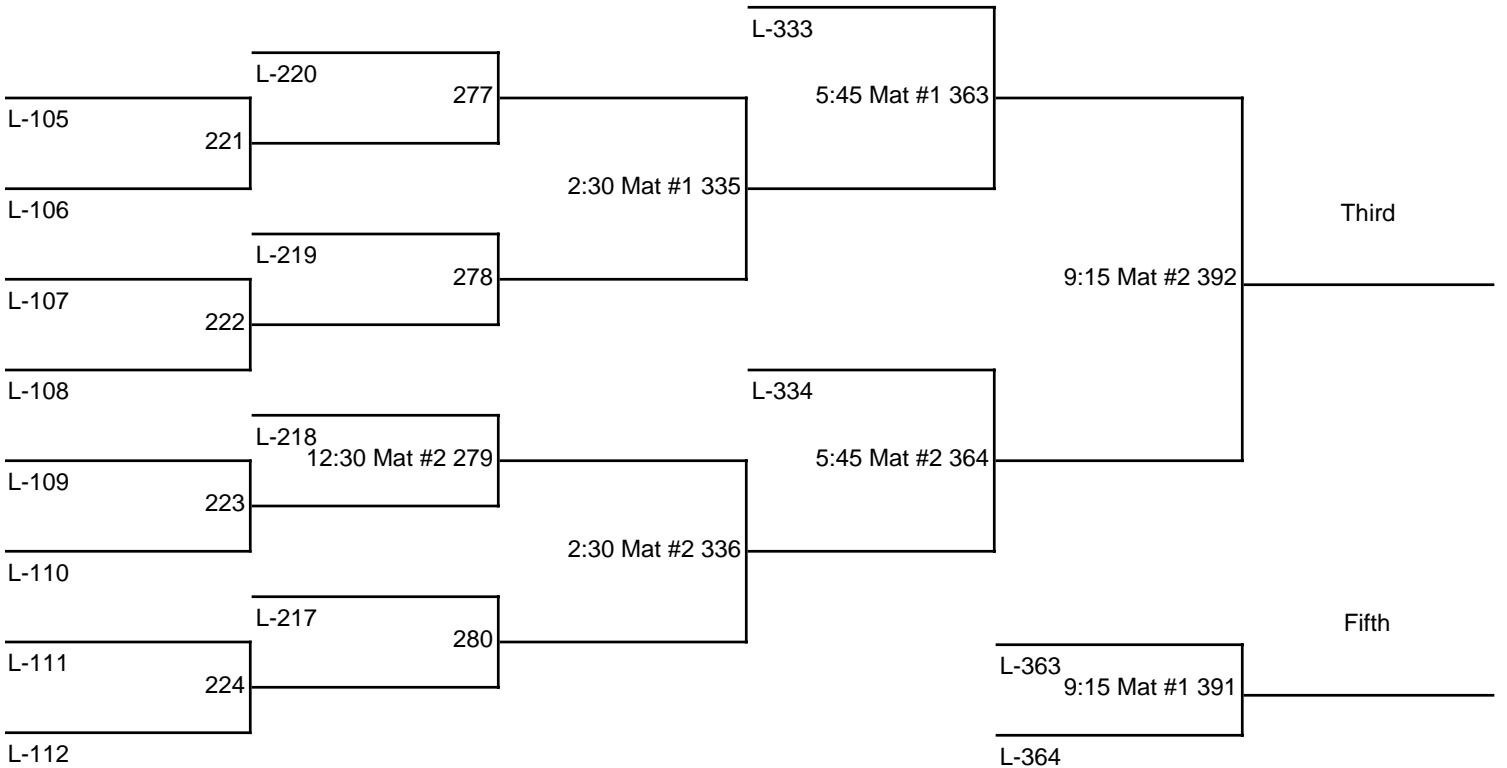 L-105
221
L-106
L-107
222
L-108
L-109
223
L-110
L-111
224
L-112
L-220
277
L-219
278
L-218
12:30 Mat #2 279
L-217
280
2:30 Mat #1 335
2:30 Mat #2 336
L-333
5:45 Mat #1 363
L-334
5:45 Mat #2 364
9:15 Mat #2 392
Third
L-363
9:15 Mat #1 391
L-364
Fifth